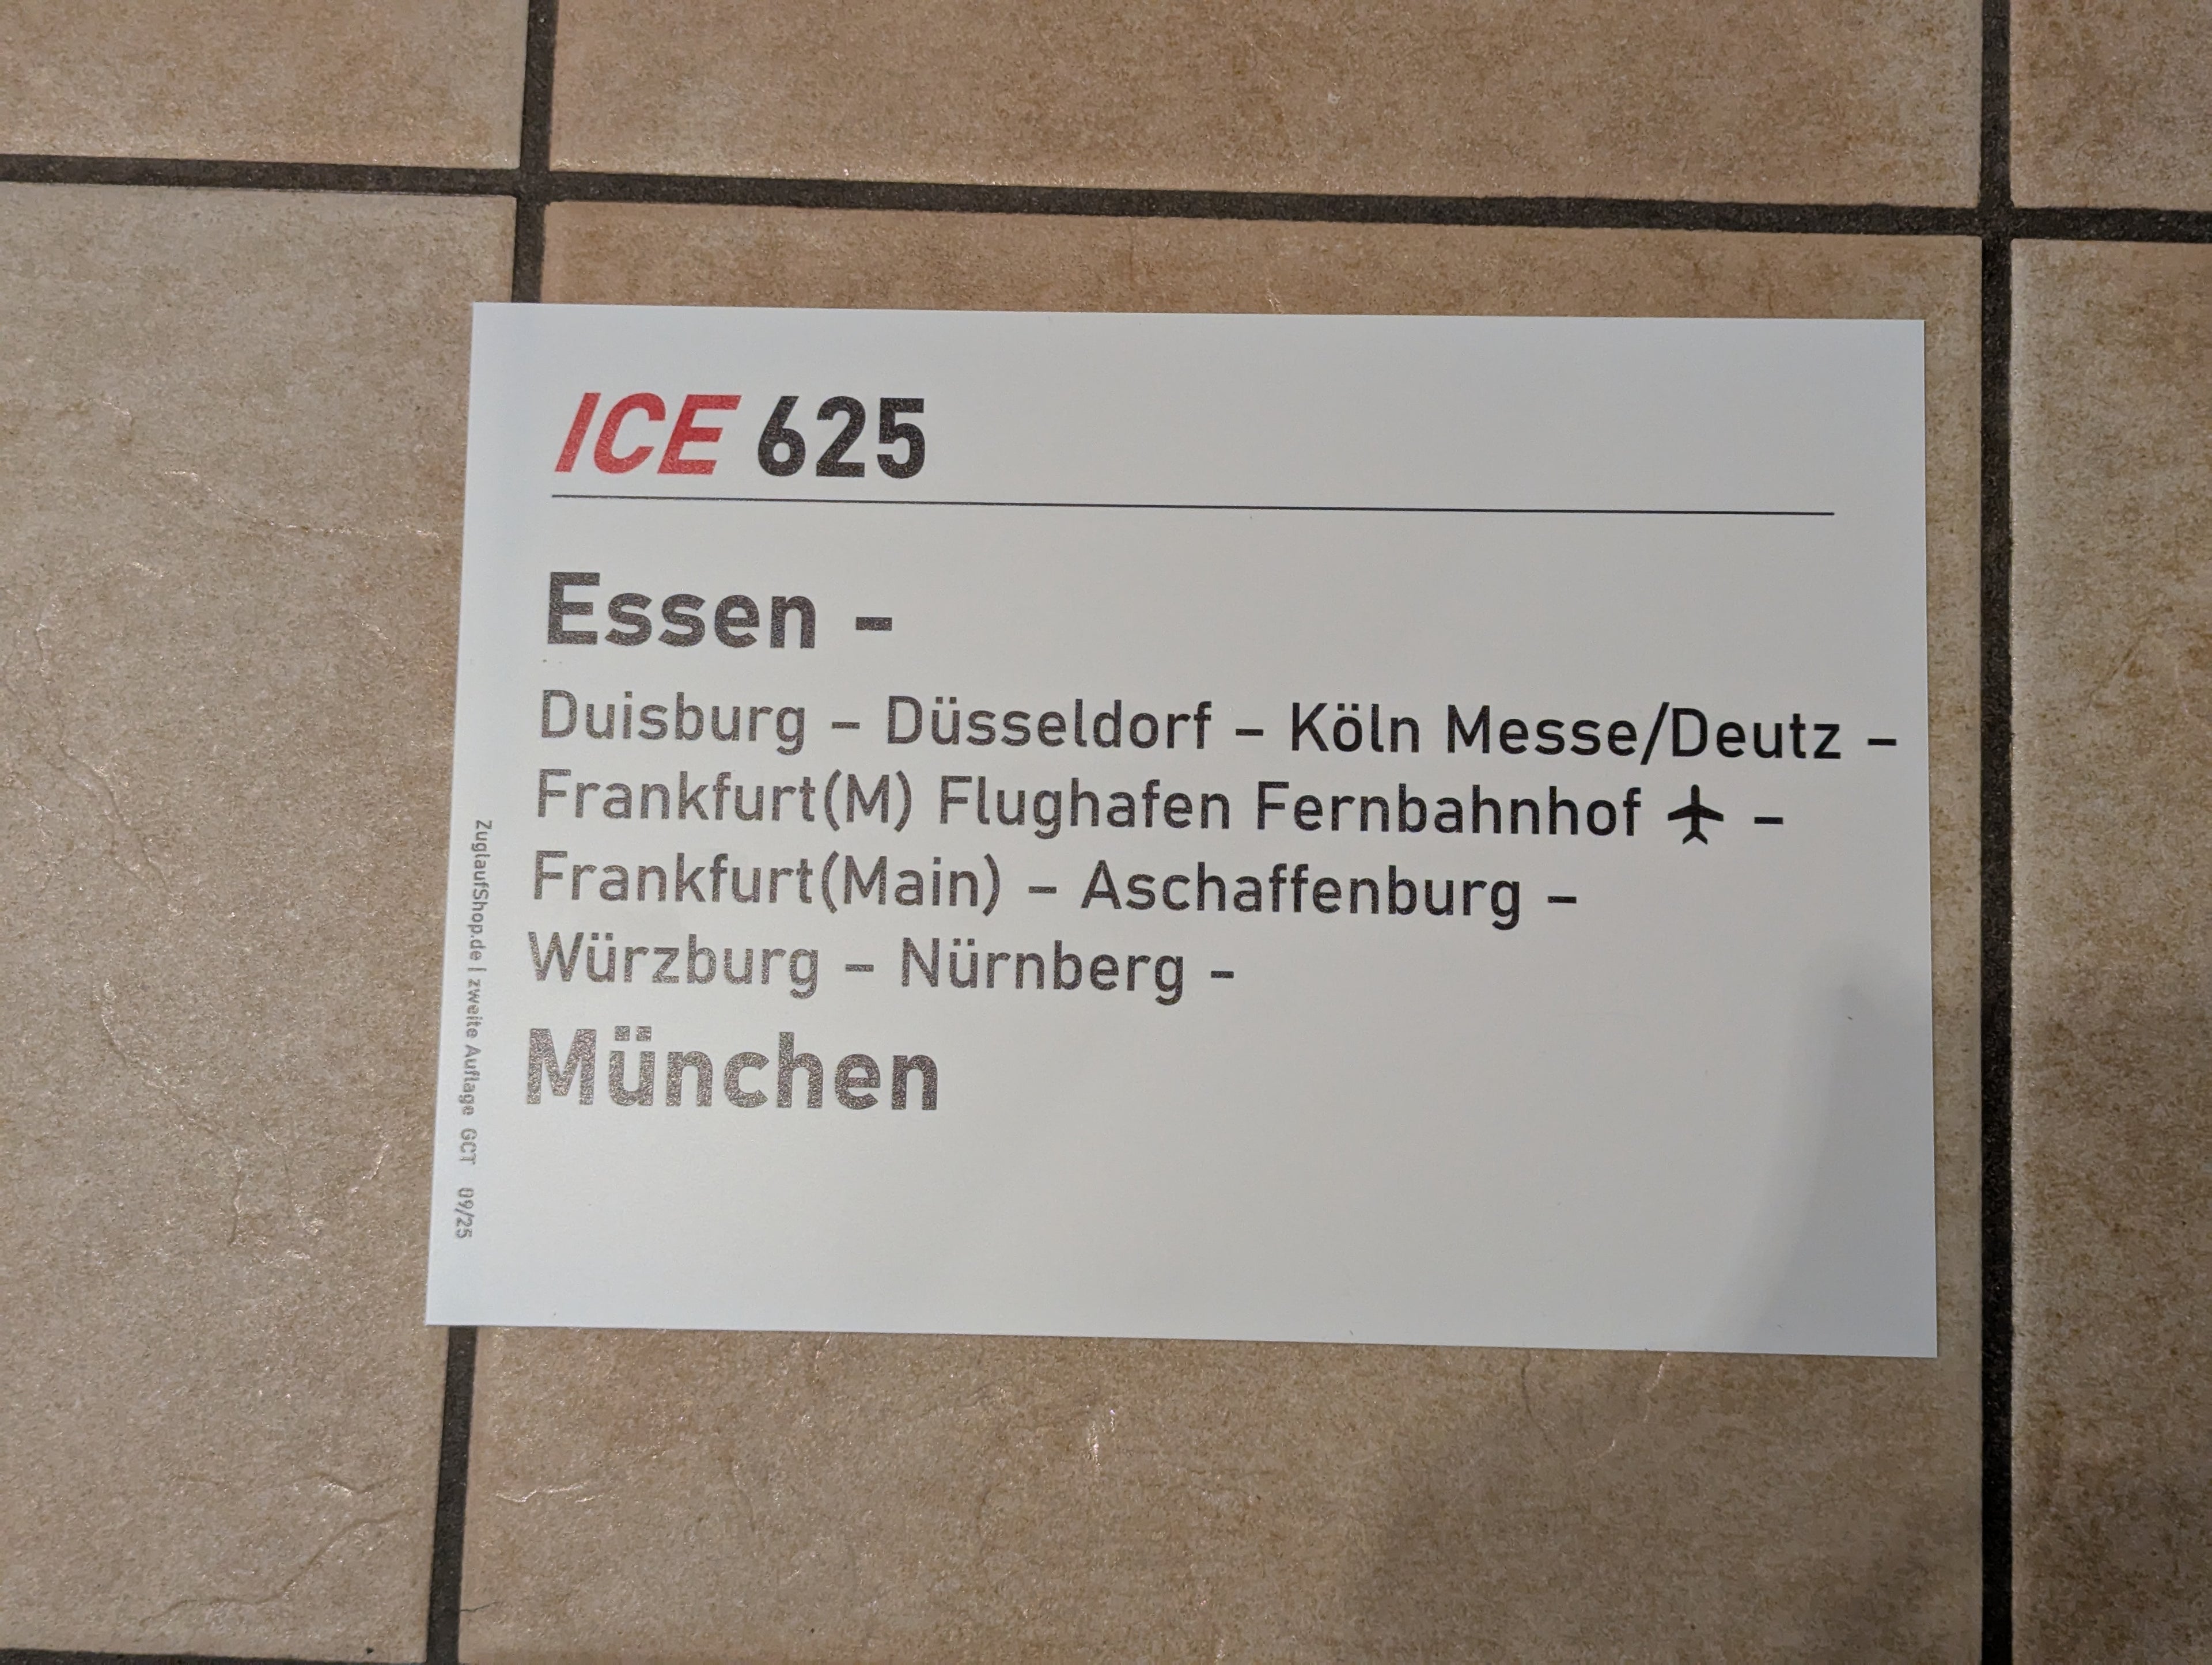 ICE 625
Essen -
Duisburg – Düsseldorf – Köln Messe/Deutz –
Frankfurt(M) Flughafen Fernbahnhof ✈ –
Frankfurt(Main) – Aschaffenburg –
Würzburg – Nürnberg -
München
ZuglaufShop.de | zweite Auflage GCT 09/25